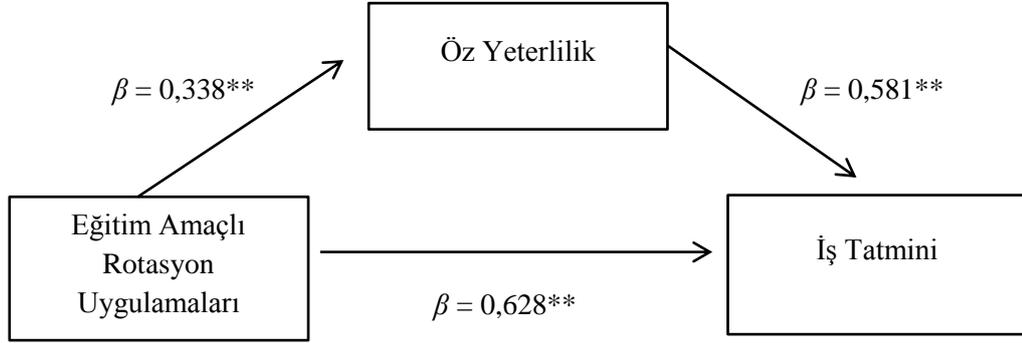 Öz Yeterlilik
β = 0,338**
β = 0,581**
Eğitim Amaçlı
Rotasyon
Uygulamaları
İş Tatmini
β = 0,628**